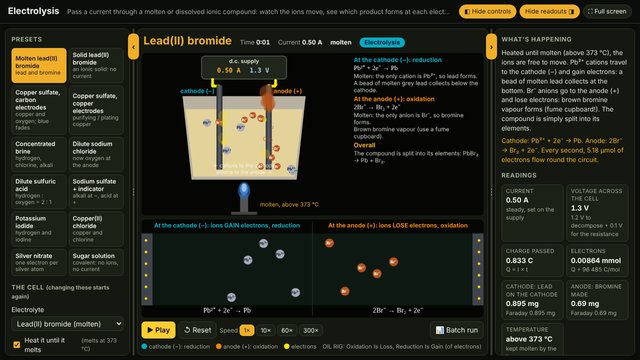 Electrolysis
Pass a current through a molten or dissolved ionic compound: watch the ions move, see which product forms at each elect...
Hide controls
Hide readouts
Full screen
PRESETS
Molten lead(II) bromide
lead and bromine
Solid lead(II) bromide
an ionic solid: no current
Copper sulfate, carbon electrodes
copper and oxygen; blue fades
Copper sulfate, copper electrodes
purifying / plating copper
Concentrated brine
hydrogen, chlorine, alkali
Dilute sodium chloride
now oxygen at the anode
Dilute sulfuric acid
hydrogen : oxygen = 2 : 1
Sodium sulfate + indicator
alkali at −, acid at +
Potassium iodide
hydrogen and iodine
Copper(II) chloride
copper and chlorine
Silver nitrate
one electron per silver atom
Sugar solution
covalent: no ions, no current
THE CELL (changing these starts again)
Electrolyte
Lead(II) bromide (molten)
Heat it until it melts
(melts at 373 °C)
Lead(II) bromide
Time 0:01
Current 0.50 A
molten
Electrolysis
d.c. supply
0.50 A 1.3 V
cathode (−)
anode (+)
molten, above 373 °C
At the cathode (−): reduction
Pb²⁺ + 2e⁻ → Pb
Molten: the only cation is Pb²⁺, so lead forms.
A bead of molten grey lead collects below the cathode.
At the anode (+): oxidation
2Br⁻ → Br₂ + 2e⁻
Molten: the only anion is Br⁻, so bromine forms.
Brown bromine vapour (use a fume cupboard).
Overall
The compound is split into its elements: PbBr₂ → Pb + Br₂.
At the cathode (−): ions GAIN electrons, reduction
At the anode (+): ions LOSE electrons, oxidation
Pb²⁺ + 2e⁻ → Pb
2Br⁻ → Br₂ + 2e⁻
Play
Reset
Speed
1×
10×
60×
300×
Batch run
cathode (−): reduction
anode (+): oxidation
electrons
OIL RIG: Oxidation Is Loss, Reduction Is Gain (of electrons)
WHAT'S HAPPENING
Heated until molten (above 373 °C), the ions are free to move. Pb²⁺ cations travel to the cathode (−) and gain electrons: a bead of molten lead collects at the bottom. Br⁻ anions go to the anode (+) and lose electrons: brown bromine vapour forms (fume cupboard!). The compound is simply split into its elements.
Cathode: Pb²⁺ + 2e⁻ → Pb. Anode: 2Br⁻ → Br₂ + 2e⁻. Every second, 5.18 µmol of electrons flow round the circuit.
READINGS
CURRENT
0.50 A
steady, set on the supply
VOLTAGE ACROSS THE CELL
1.3 V
1.2 V to decompose + 0.1 V for the resistance
CHARGE PASSED
0.833 C
Q = I × t
ELECTRONS
0.00864 mmol
Q ÷ 96 485 C/mol
CATHODE: LEAD ON THE CATHODE
0.895 mg
Faraday 0.895 mg
ANODE: BROMINE MADE
0.69 mg
Faraday 0.69 mg
TEMPERATURE
above 373 °C
kept molten by the